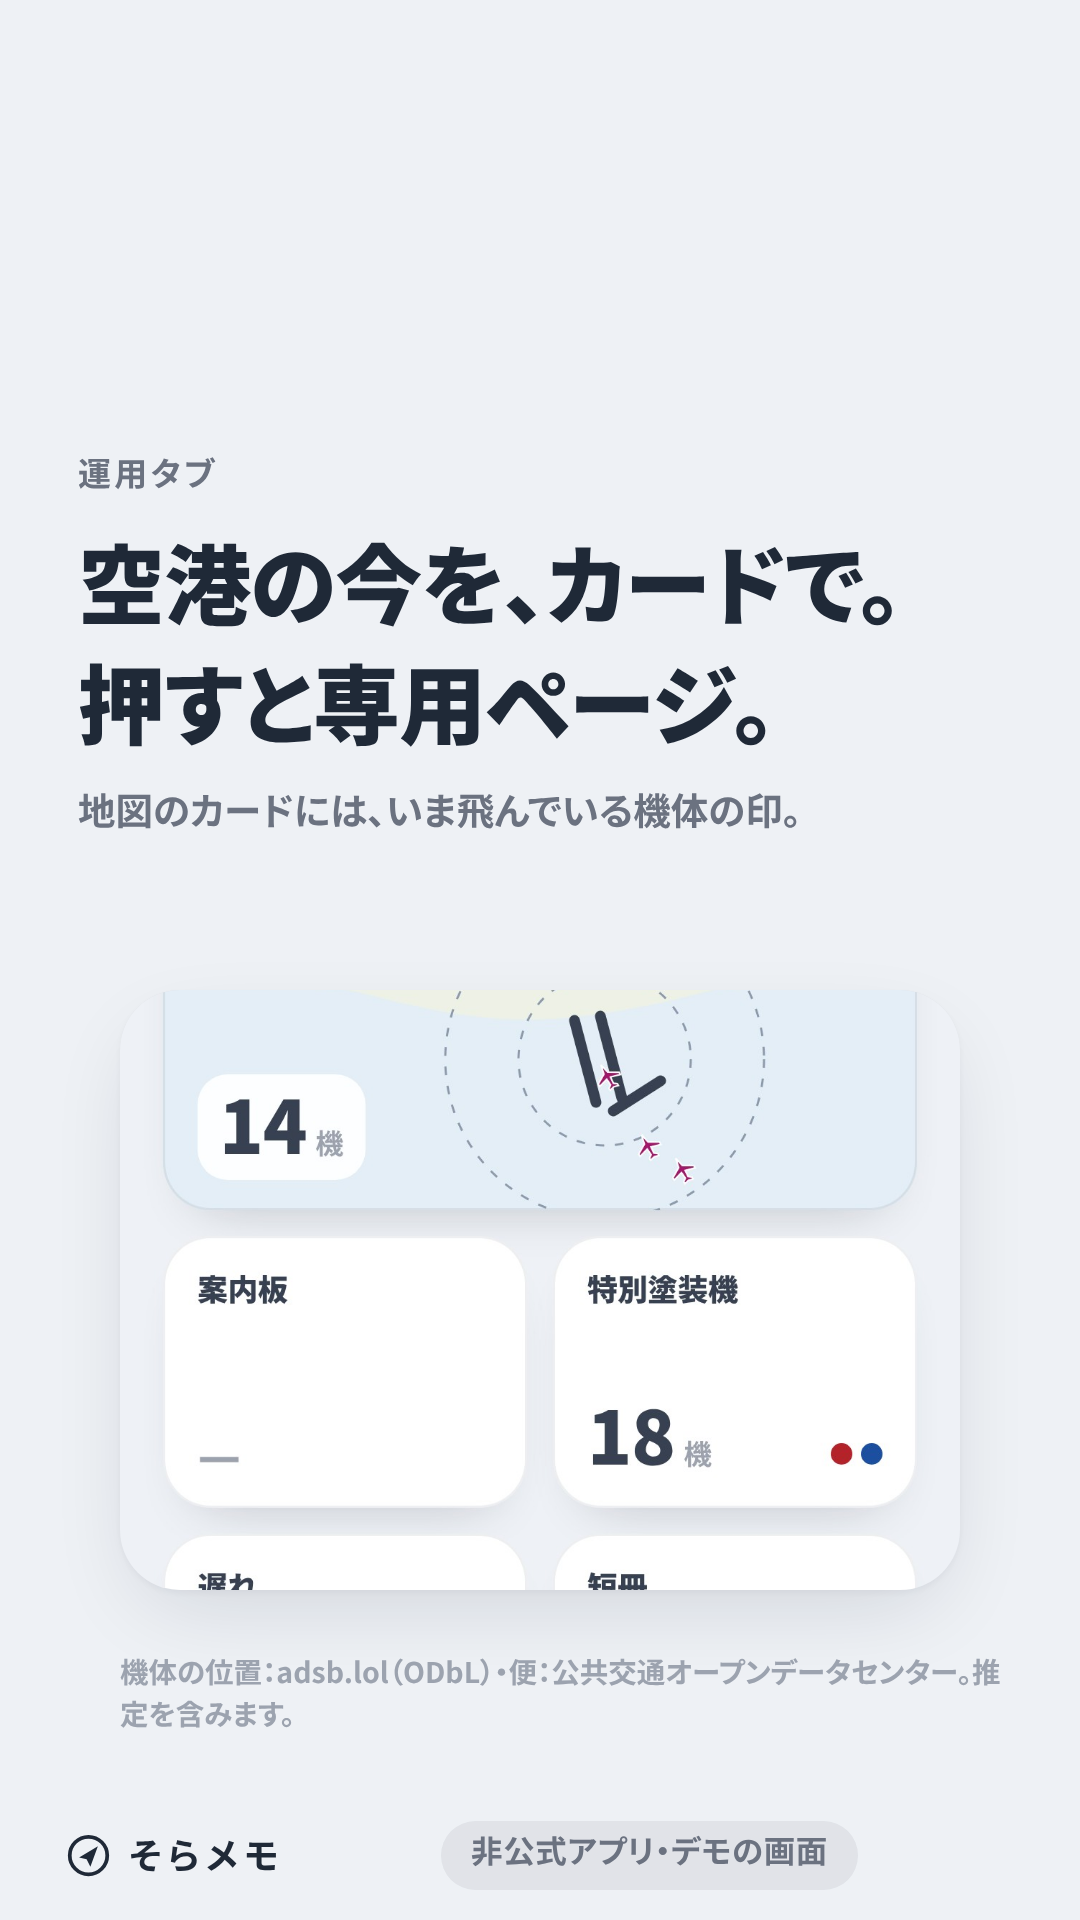 運用タブ
空港の今を、カードで。
押すと専用ページ。
地図のカードには、いま飛んでいる機体の印。
14 機
案内板
特別塗装機
—
18 機
遅れ
短冊
機体の位置：adsb.lol（ODbL）・便：公共交通オープンデータセンター。推
定を含みます。
そらメモ
非公式アプリ・デモの画面